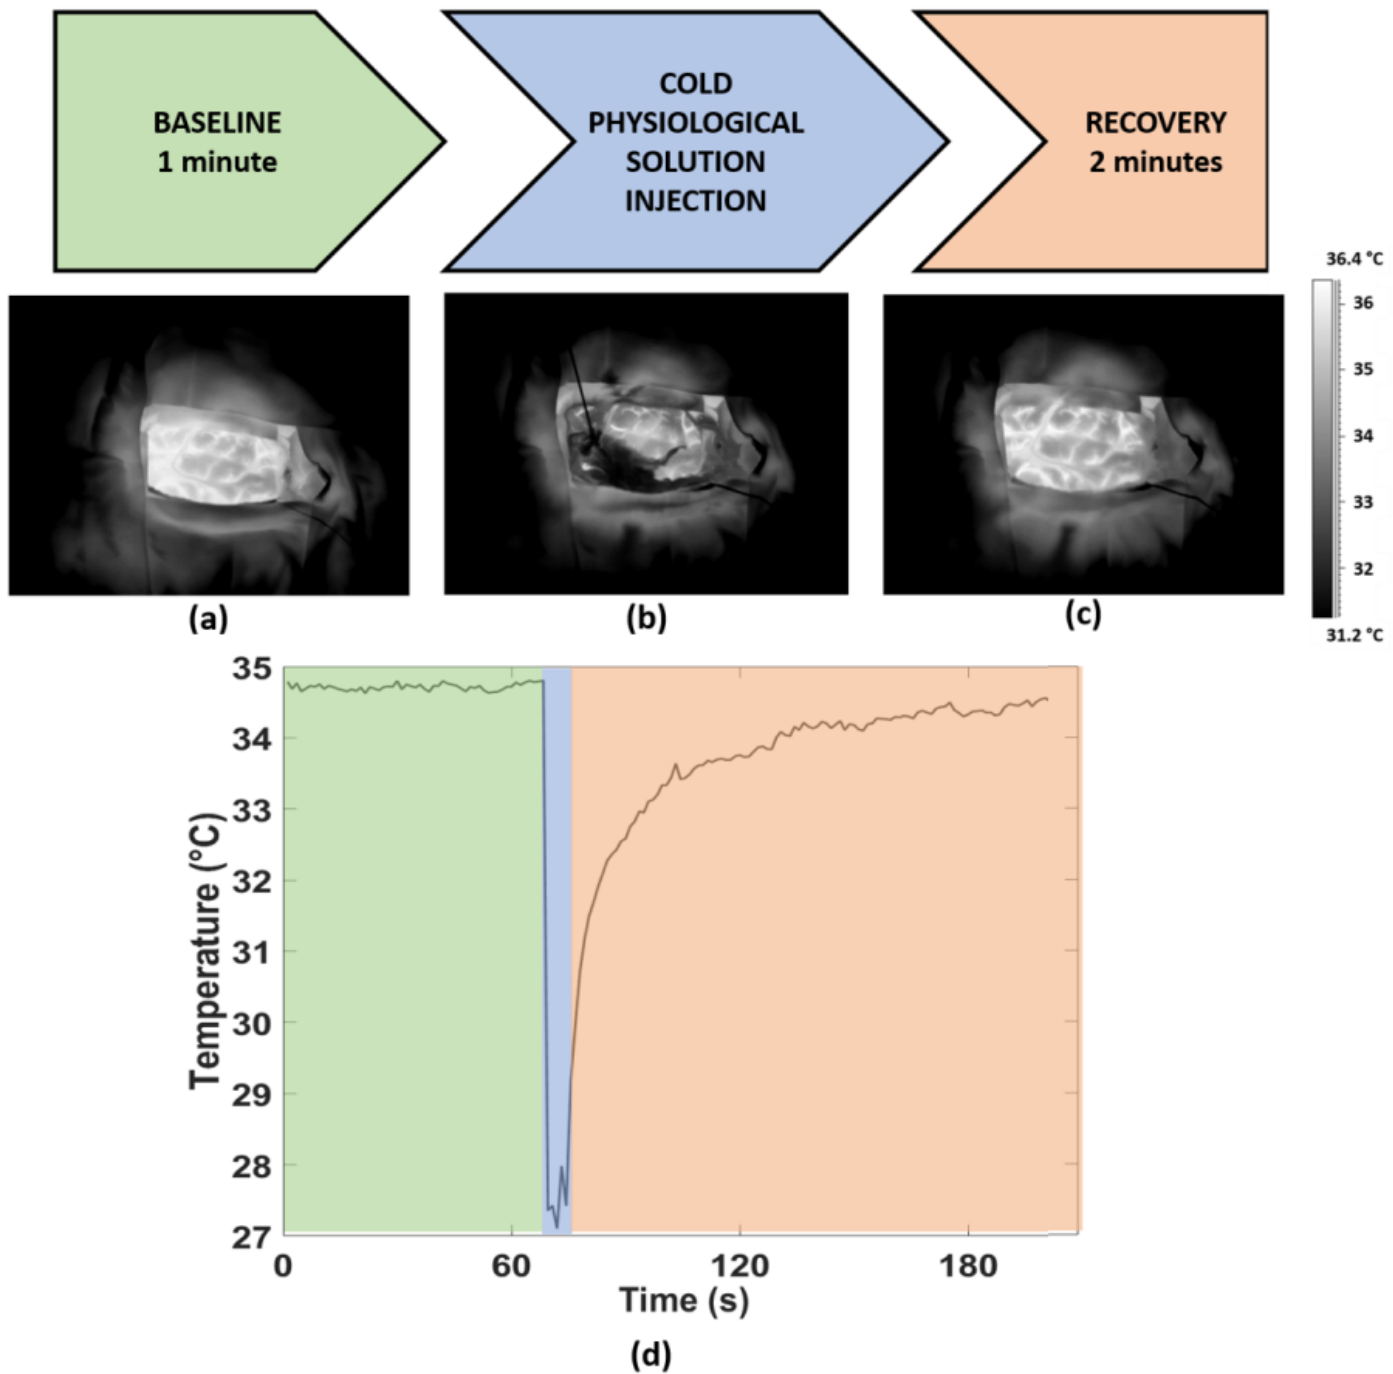 BASELINE
1 minute
COLD
PHYSIOLOGICAL
SOLUTION
INJECTION
RECOVERY
2 minutes
36.4 °C
36
35
34
33
32
31.2 °C
(a)
(b)
(c)
35
34
33
32
31
30
29
28
27
Temperature (°C)
0
60
120
180
Time (s)
(d)